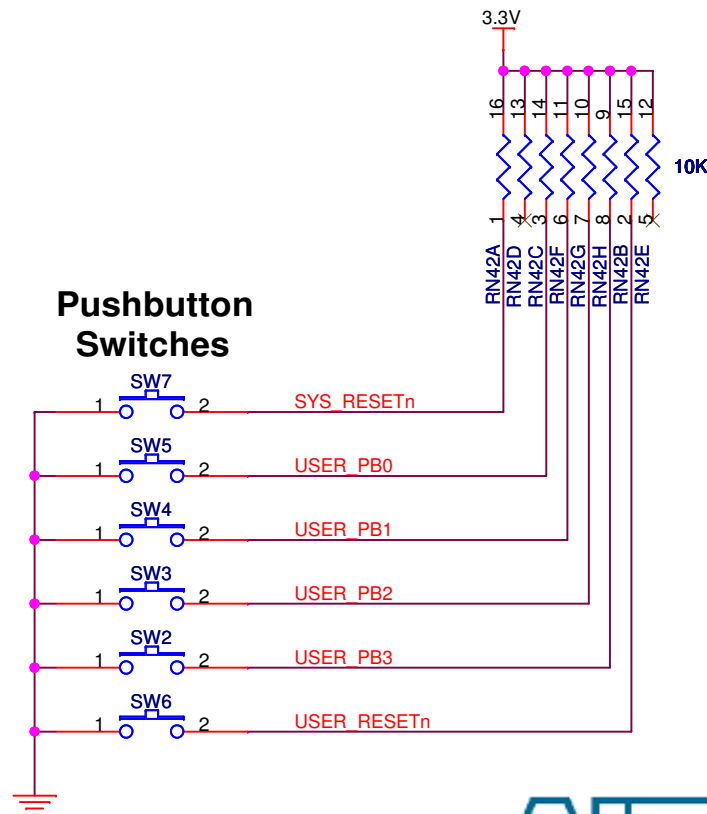 3.3V
16 13 14 11 10 9 15 12
10K
1 4 3 6 7 8 2 5
RN42A
RN42D
RN42C
RN42F
RN42G
RN42H
RN42B
RN42E
Pushbutton
Switches
SW7
1 2 SYS_RESETn
SW5
1 2 USER_PB0
SW4
1 2 USER_PB1
SW3
1 2 USER_PB2
SW2
1 2 USER_PB3
SW6
1 2 USER_RESETn